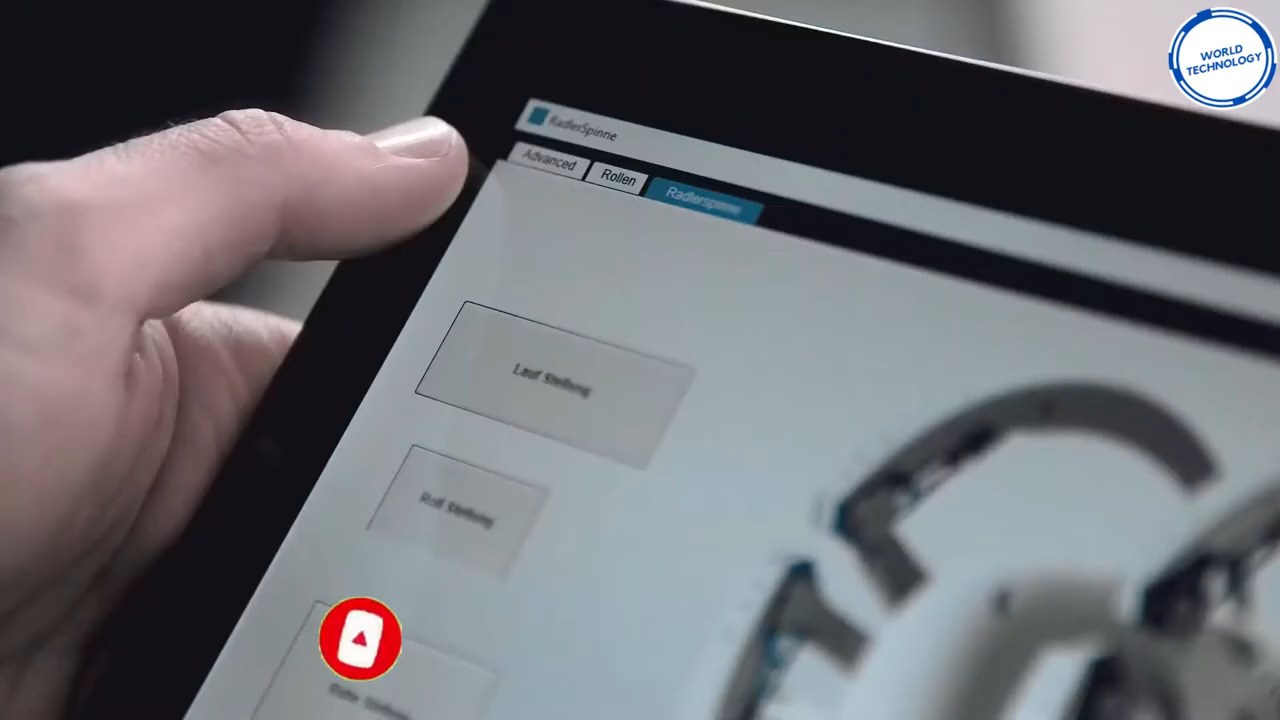 WORLD
TECHNOLOGY
RadlerSpinne
Advanced
Rollen
Radlerspinne
Lauf Stellung
Roll Stellung